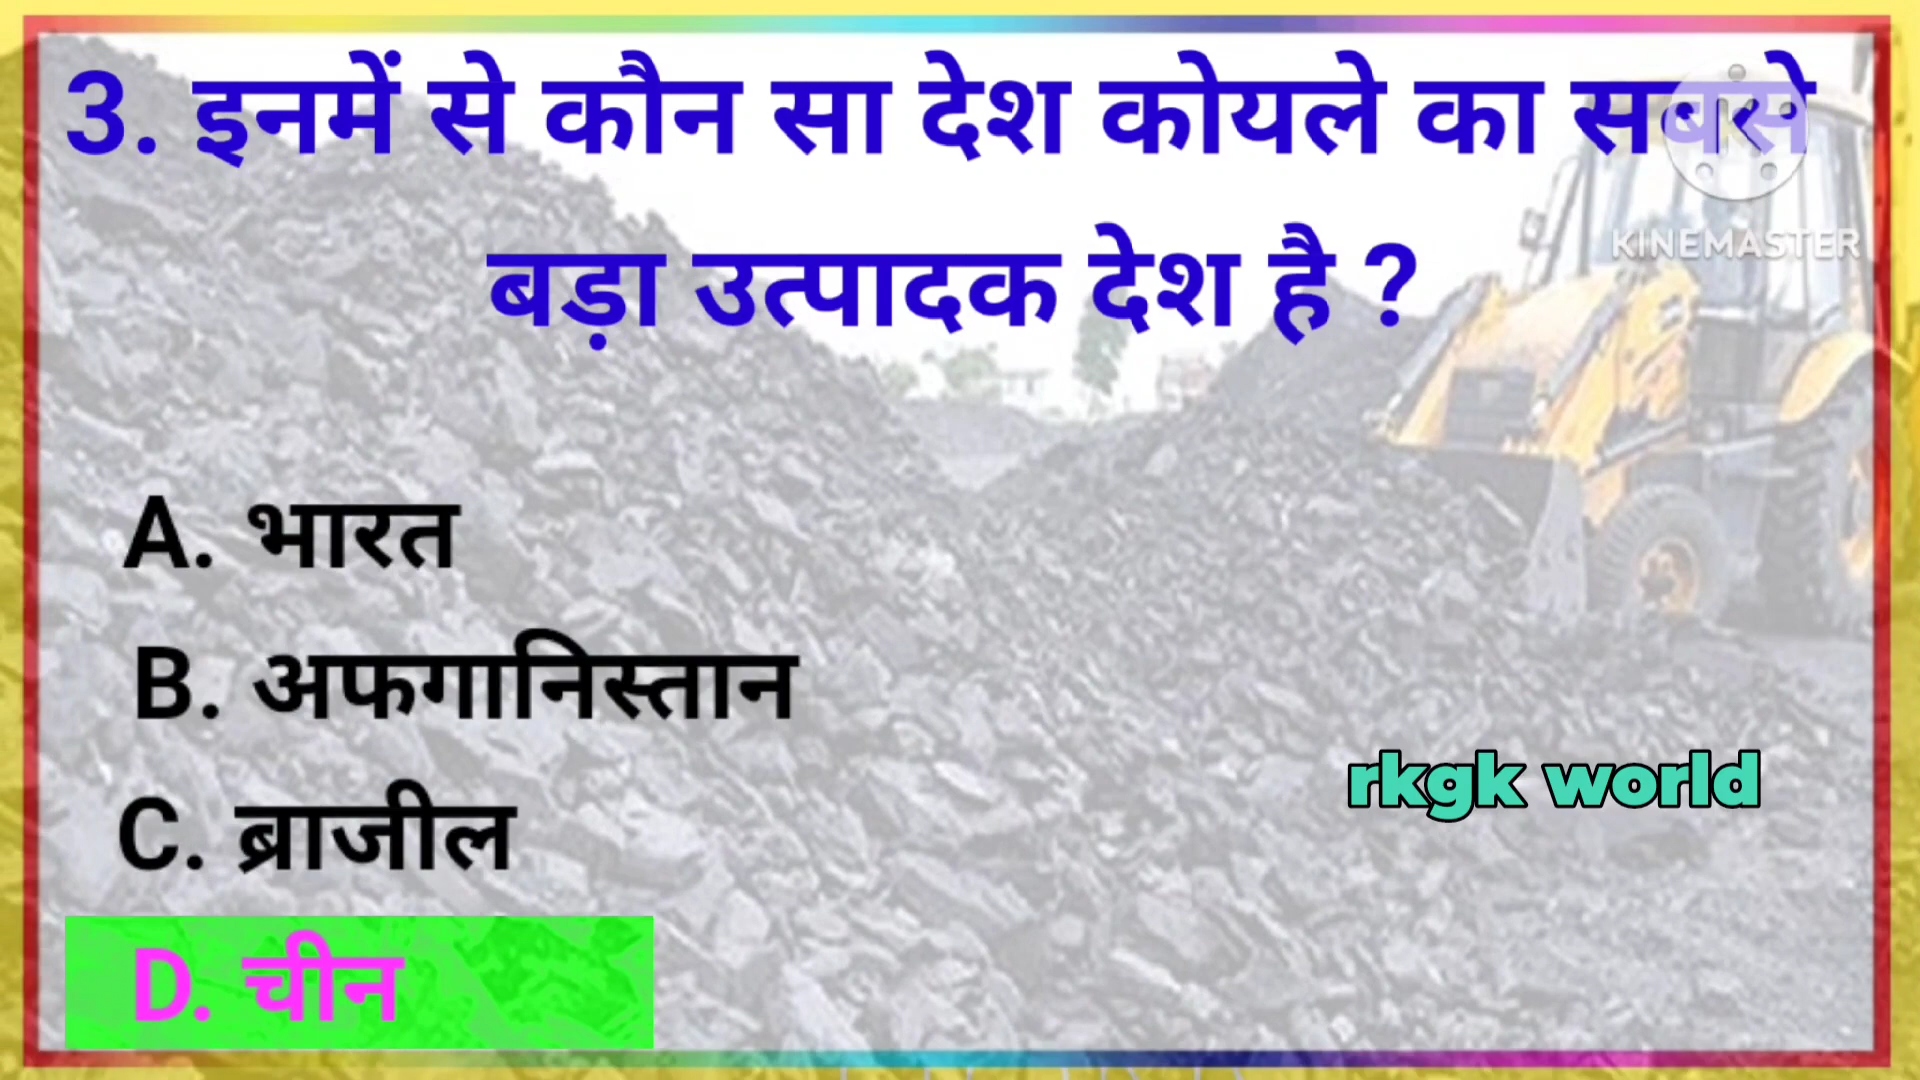 3. इनमें से कौन सा देश कोयले का सबसे
बड़ा उत्पादक देश है ?
KINEMASTER
A. भारत
B. अफगानिस्तान
rkgk world
C. ब्राजील
D. चीन